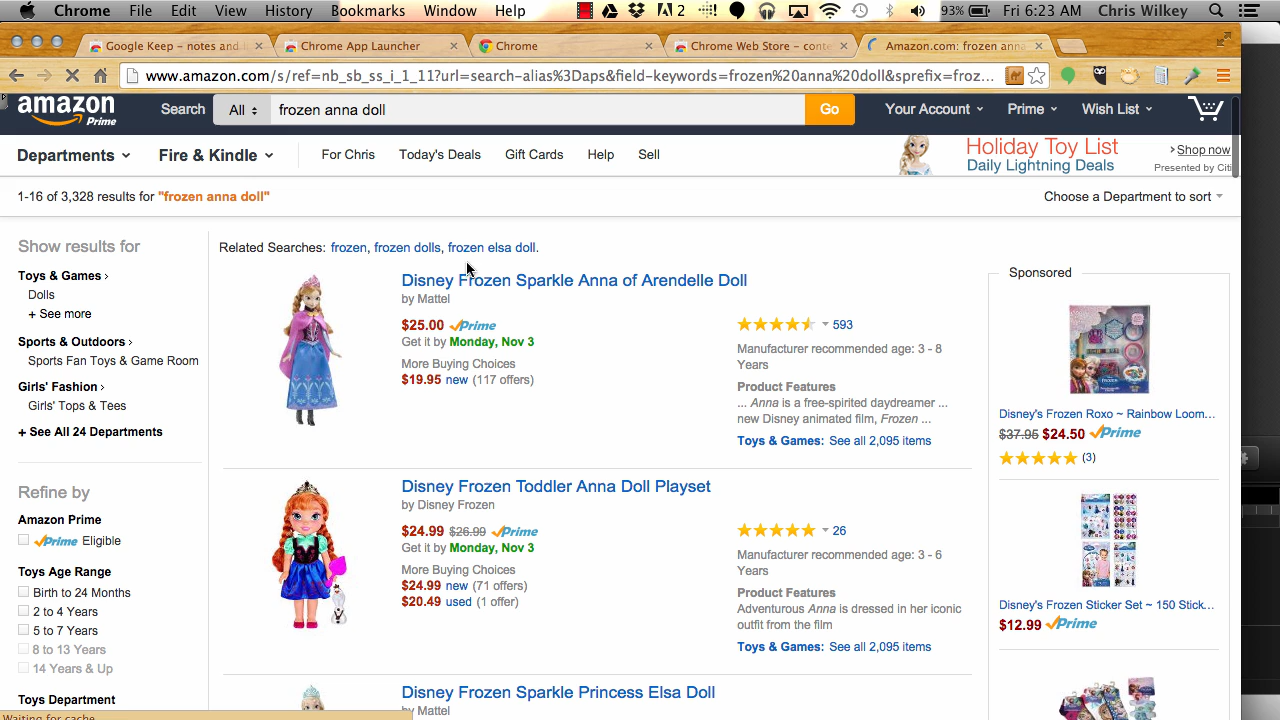 Chrome File Edit View History Bookmarks Window Help 2 93% Fri 6:23 AM Chris Wilkey
Google Keep – notes and Chrome App Launcher Chrome Chrome Web Store – conte Amazon.com: frozen anna
www.amazon.com/s/ref=nb_sb_ss_i_1_11?url=search-alias%3Daps&field-keywords=frozen%20anna%20doll&sprefix=froz...
amazon Prime Search All frozen anna doll Go Your Account Prime Wish List
Departments Fire & Kindle For Chris Today's Deals Gift Cards Help Sell
Holiday Toy List
Daily Lightning Deals
Shop now
Presented by Citi
1-16 of 3,328 results for "frozen anna doll" Choose a Department to sort
Show results for
Toys & Games
Dolls
+ See more
Sports & Outdoors
Sports Fan Toys & Game Room
Girls' Fashion
Girls' Tops & Tees
+ See All 24 Departments
Refine by
Amazon Prime
Prime Eligible
Toys Age Range
Birth to 24 Months
2 to 4 Years
5 to 7 Years
8 to 13 Years
14 Years & Up
Toys Department
Related Searches: frozen, frozen dolls, frozen elsa doll.
Disney Frozen Sparkle Anna of Arendelle Doll
by Mattel
$25.00 Prime
Get it by Monday, Nov 3
More Buying Choices
$19.95 new (117 offers)
593
Manufacturer recommended age: 3 - 8
Years
Product Features
... Anna is a free-spirited daydreamer ...
new Disney animated film, Frozen ...
Toys & Games: See all 2,095 items
Disney Frozen Toddler Anna Doll Playset
by Disney Frozen
$24.99 $26.99 Prime
Get it by Monday, Nov 3
More Buying Choices
$24.99 new (71 offers)
$20.49 used (1 offer)
26
Manufacturer recommended age: 3 - 6
Years
Product Features
Adventurous Anna is dressed in her iconic
outfit from the film
Toys & Games: See all 2,095 items
Disney Frozen Sparkle Princess Elsa Doll
by Mattel
Sponsored
Disney's Frozen Roxo ~ Rainbow Loom...
$37.95 $24.50 Prime
(3)
Disney's Frozen Sticker Set ~ 150 Stick...
$12.99 Prime
Waiting for cache